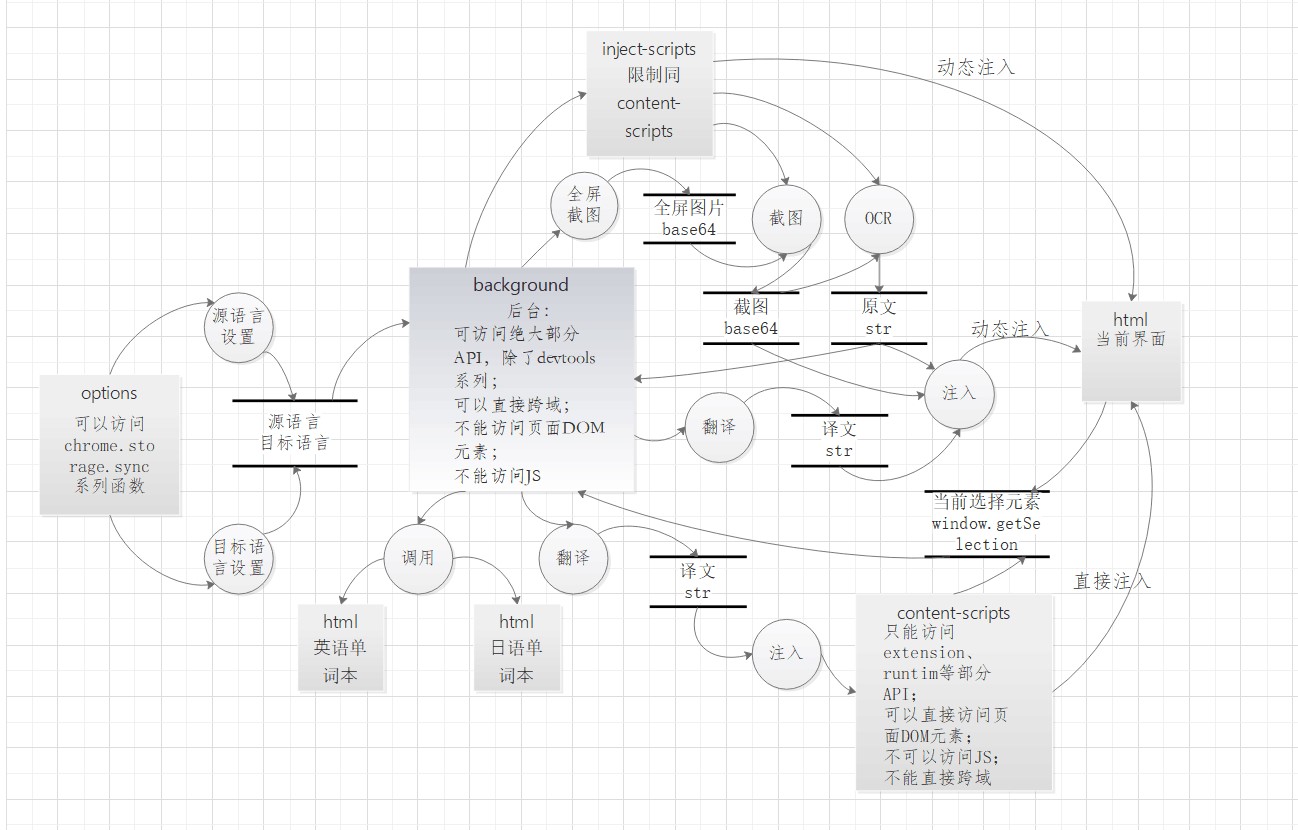 inject-scripts
限制同
content-
scripts
动态注入
全屏
截图
全屏图片
base64
截图
OCR
background
后台：
可访问绝大部分
API，除了devtools
系列；
可以直接跨域；
不能访问页面DOM
元素；
不能访问JS
源语言
设置
截图
base64
原文
str
动态注入
html
当前界面
options
可以访问
chrome.sto
rage.sync
系列函数
源语言
目标语言
注入
翻译
译文
str
当前选择元素
window.getSe
lection
目标语
言设置
调用
翻译
译文
str
直接注入
html
英语单
词本
html
日语单
词本
注入
content-scripts
只能访问
extension、
runtim等部分
API；
可以直接访问页
面DOM元素；
不可以访问JS；
不能直接跨域